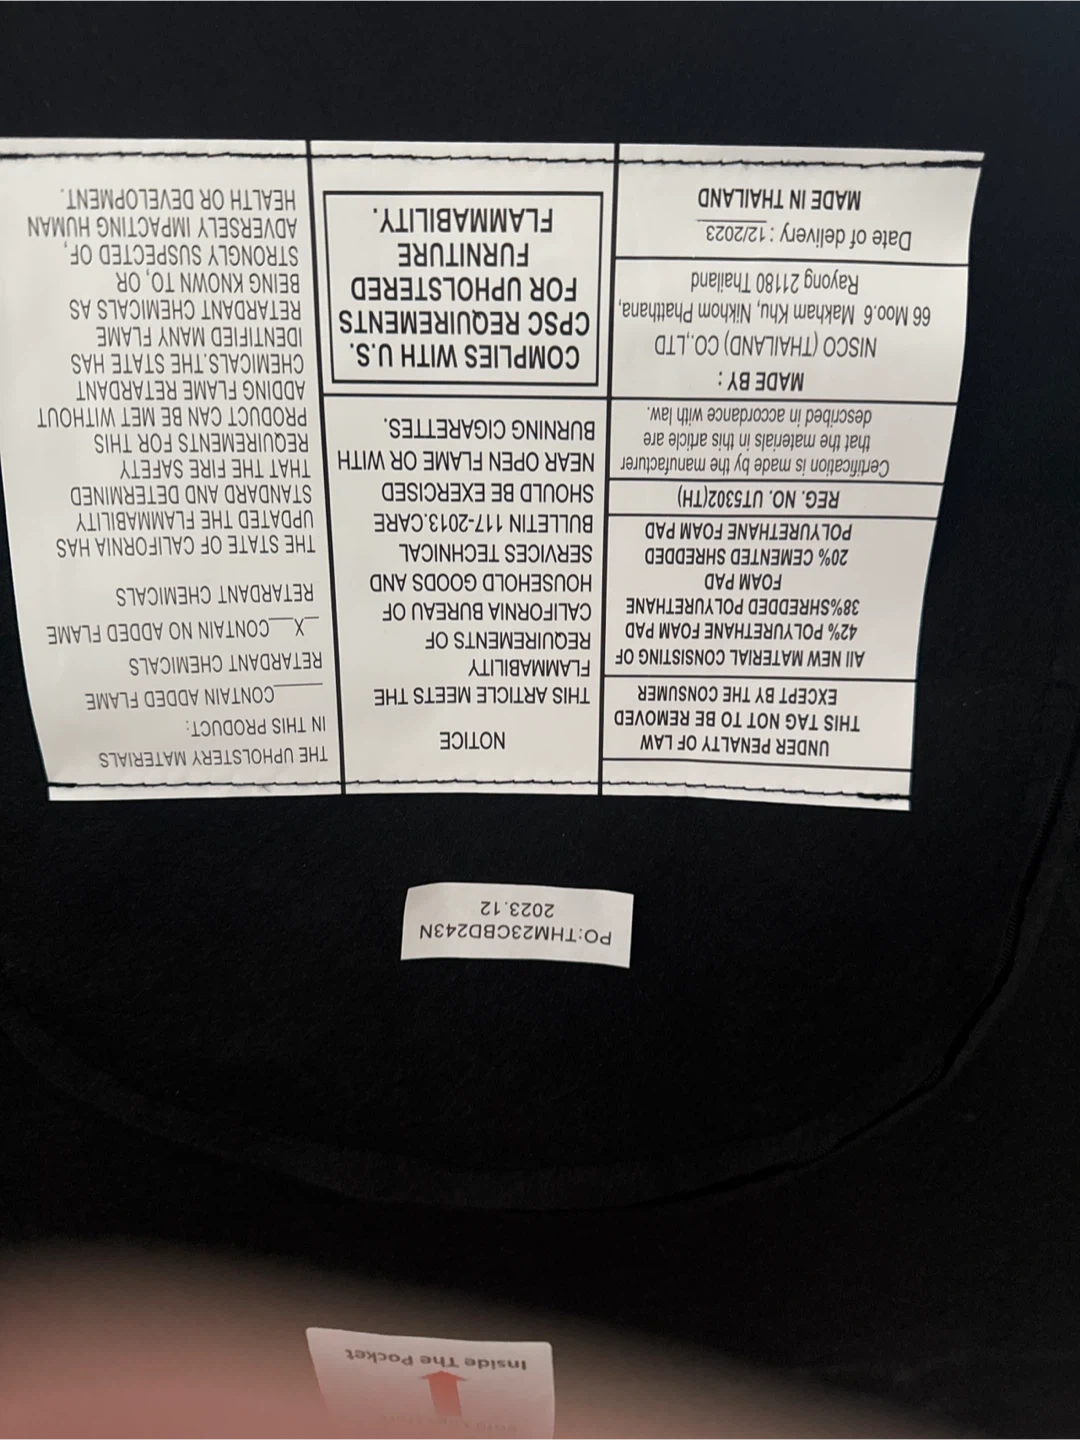 UNDER PENALTY OF LAW
THIS TAG NOT TO BE REMOVED
EXCEPT BY THE CONSUMER
All NEW MATERIAL CONSISTING OF
42% POLYURETHANE FOAM PAD
38%SHREDDED POLYURETHANE
FOAM PAD
20% CEMENTED SHREDDED
POLYURETHANE FOAM PAD
REG. NO. UT5302(TH)
Certification is made by the manufacturer
that the materials in this article are
described in accordance with law.
MADE BY :
NISCO (THAILAND) CO.,LTD
66 Moo.6 Makham Khu, Nikhom Phatthana,
Rayong 21180 Thailand
Date of delivery : 12/2023
MADE IN THAILAND
NOTICE
THIS ARTICLE MEETS THE
FLAMMABILITY
REQUIREMENTS OF
CALIFORNIA BUREAU OF
HOUSEHOLD GOODS AND
SERVICES TECHNICAL
BULLETIN 117-2013.CARE
SHOULD BE EXERCISED
NEAR OPEN FLAME OR WITH
BURNING CIGARETTES.
COMPLIES WITH U.S.
CPSC REQUIREMENTS
FOR UPHOLSTERED
FURNITURE
FLAMMABILITY.
THE UPHOLSTERY MATERIALS
IN THIS PRODUCT:
_____CONTAIN ADDED FLAME
RETARDANT CHEMICALS
_X__CONTAIN NO ADDED FLAME
RETARDANT CHEMICALS
THE STATE OF CALIFORNIA HAS
UPDATED THE FLAMMABILITY
STANDARD AND DETERMINED
THAT THE FIRE SAFETY
REQUIREMENTS FOR THIS
PRODUCT CAN BE MET WITHOUT
ADDING FLAME RETARDANT
CHEMICALS.THE STATE HAS
IDENTIFIED MANY FLAME
RETARDANT CHEMICALS AS
BEING KNOWN TO, OR
STRONGLY SUSPECTED OF,
ADVERSELY IMPACTING HUMAN
HEALTH OR DEVELOPMENT.
PO:THM23CBD243N
2023.12
Inside The Pocket